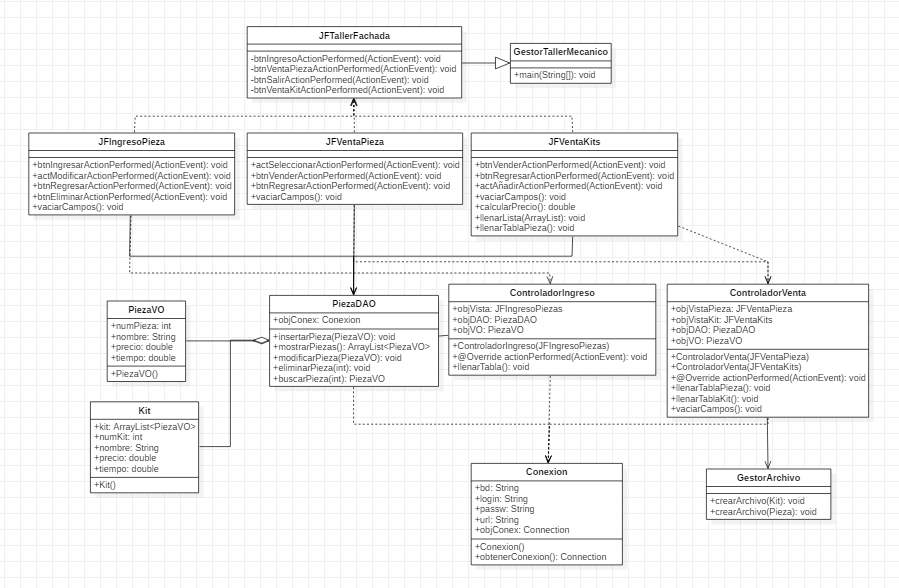 JFTallerFachada
-btnIngresoActionPerformed(ActionEvent): void
-btnVentaPiezaActionPerformed(ActionEvent): void
-btnSalirActionPerformed(ActionEvent): void
-btnVentaKitActionPerformed(ActionEvent): void
GestorTallerMecanico
+main(String[]): void
JFIngresoPieza
+btnIngresarActionPerformed(ActionEvent): void
+actModificarActionPerformed(ActionEvent): void
+btnRegresarActionPerformed(ActionEvent): void
+btnEliminarActionPerformed(ActionEvent): void
+vaciarCampos(): void
JFVentaPieza
+actSeleccionarActionPerformed(ActionEvent): void
+btnVenderActionPerformed(ActionEvent): void
+btnRegresarActionPerformed(ActionEvent): void
+vaciarCampos(): void
JFVentaKits
+btnVenderActionPerformed(ActionEvent): void
+btnRegresarActionPerformed(ActionEvent): void
+actAñadirActionPerformed(ActionEvent): void
+vaciarCampos(): void
+calcularPrecio(): double
+llenarLista(ArrayList): void
+llenarTablaPieza(): void
PiezaVO
+numPieza: int
+nombre: String
+precio: double
+tiempo: double
+PiezaVO()
PiezaDAO
+objConex: Conexion
+insertarPieza(PiezaVO): void
+mostrarPiezas(): ArrayList<PiezaVO>
+modificarPieza(PiezaVO): void
+eliminarPieza(int): void
+buscarPieza(int): PiezaVO
ControladorIngreso
+objVista: JFIngresoPiezas
+objDAO: PiezaDAO
+objVO: PiezaVO
+ControladorIngreso(JFIngresoPiezas)
+@Override actionPerformed(ActionEvent): void
+llenarTabla(): void
ControladorVenta
+objVistaPieza: JFVentaPieza
+objVistaKit: JFVentaKits
+objDAO: PiezaDAO
+objVO: PiezaVO
+ControladorVenta(JFVentaPieza)
+ControladorVenta(JFVentaKits)
+@Override actionPerformed(ActionEvent): void
+llenarTablaPieza(): void
+llenarTablaKit(): void
+vaciarCampos(): void
Kit
+kit: ArrayList<PiezaVO>
+numKit: int
+nombre: String
+precio: double
+tiempo: double
+Kit()
Conexion
+bd: String
+login: String
+passw: String
+url: String
+objConex: Connection
+Conexion()
+obtenerConexion(): Connection
GestorArchivo
+crearArchivo(Kit): void
+crearArchivo(Pieza): void